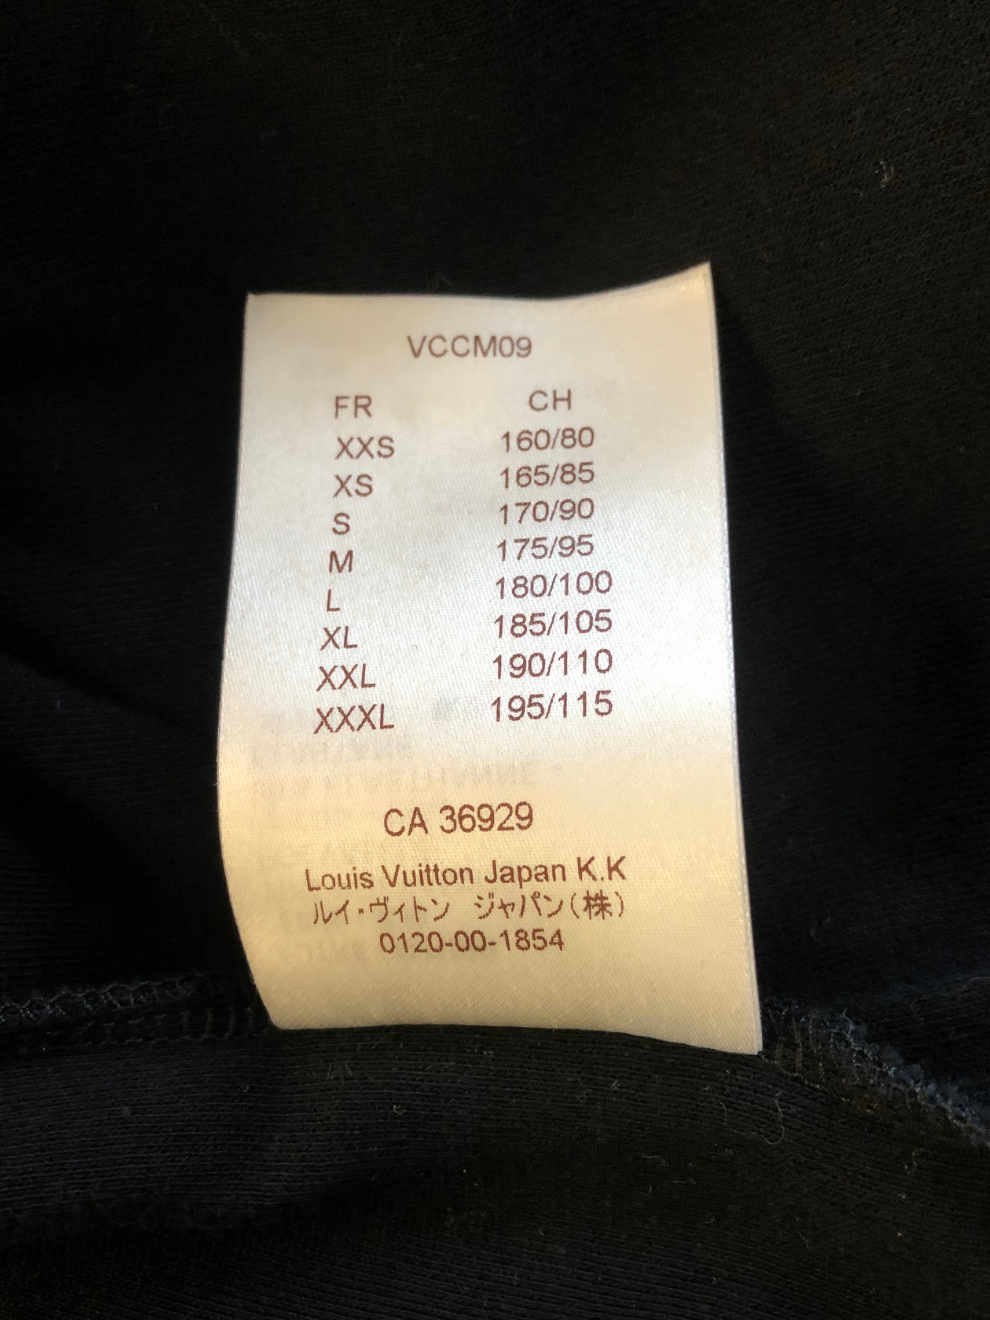 VCCM09
FR CH
XXS 160/80
XS 165/85
S 170/90
M 175/95
L 180/100
XL 185/105
XXL 190/110
XXXL 195/115
CA 36929
Louis Vuitton Japan K.K
ルイ・ヴィトン ジャパン(株)
0120-00-1854